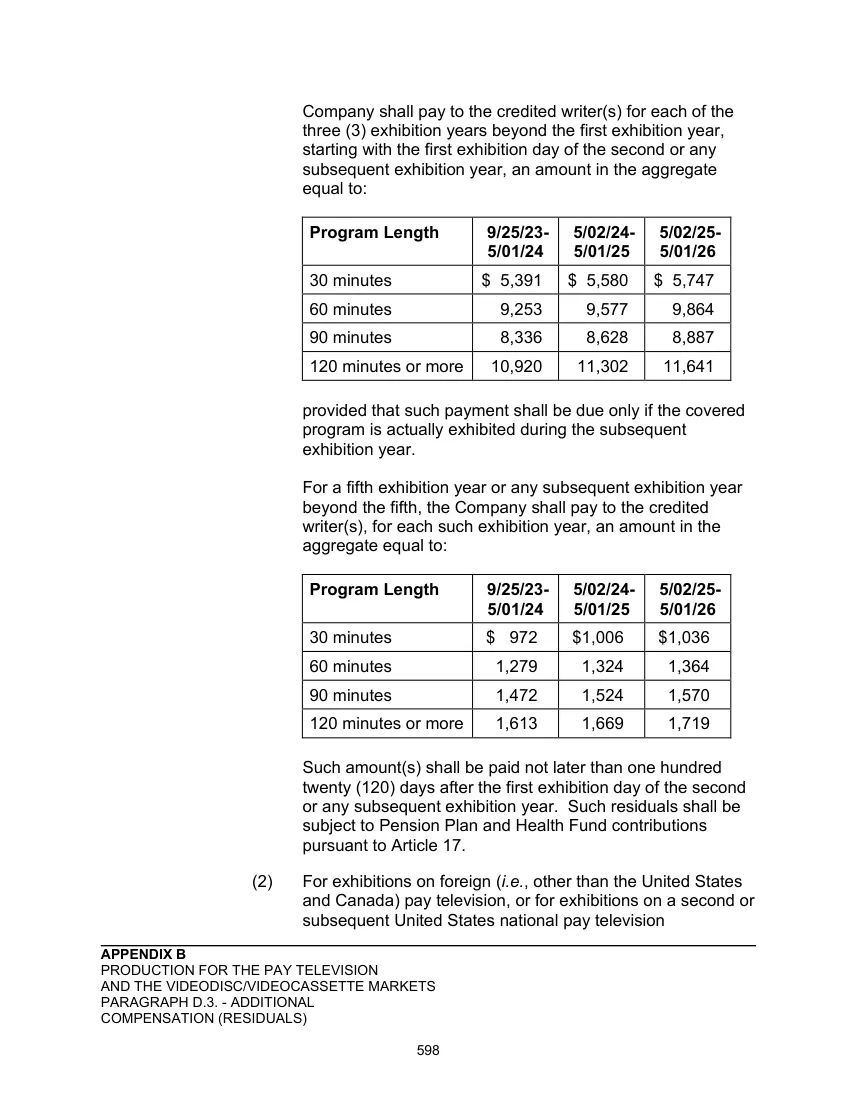 Company shall pay to the credited writer(s) for each of the
three (3) exhibition years beyond the first exhibition year,
starting with the first exhibition day of the second or any
subsequent exhibition year, an amount in the aggregate
equal to:
Program Length 9/25/23- 5/02/24- 5/02/25-
5/01/24 5/01/25 5/01/26
30 minutes $ 5,391 $ 5,580 $ 5,747
60 minutes 9,253 9,577 9,864
90 minutes 8,336 8,628 8,887
120 minutes or more 10,920 11,302 11,641
provided that such payment shall be due only if the covered
program is actually exhibited during the subsequent
exhibition year.
For a fifth exhibition year or any subsequent exhibition year
beyond the fifth, the Company shall pay to the credited
writer(s), for each such exhibition year, an amount in the
aggregate equal to:
Program Length 9/25/23- 5/02/24- 5/02/25-
5/01/24 5/01/25 5/01/26
30 minutes $ 972 $1,006 $1,036
60 minutes 1,279 1,324 1,364
90 minutes 1,472 1,524 1,570
120 minutes or more 1,613 1,669 1,719
Such amount(s) shall be paid not later than one hundred
twenty (120) days after the first exhibition day of the second
or any subsequent exhibition year. Such residuals shall be
subject to Pension Plan and Health Fund contributions
pursuant to Article 17.
(2) For exhibitions on foreign (i.e., other than the United States
and Canada) pay television, or for exhibitions on a second or
subsequent United States national pay television
APPENDIX B
PRODUCTION FOR THE PAY TELEVISION
AND THE VIDEODISC/VIDEOCASSETTE MARKETS
PARAGRAPH D.3. - ADDITIONAL
COMPENSATION (RESIDUALS)
598